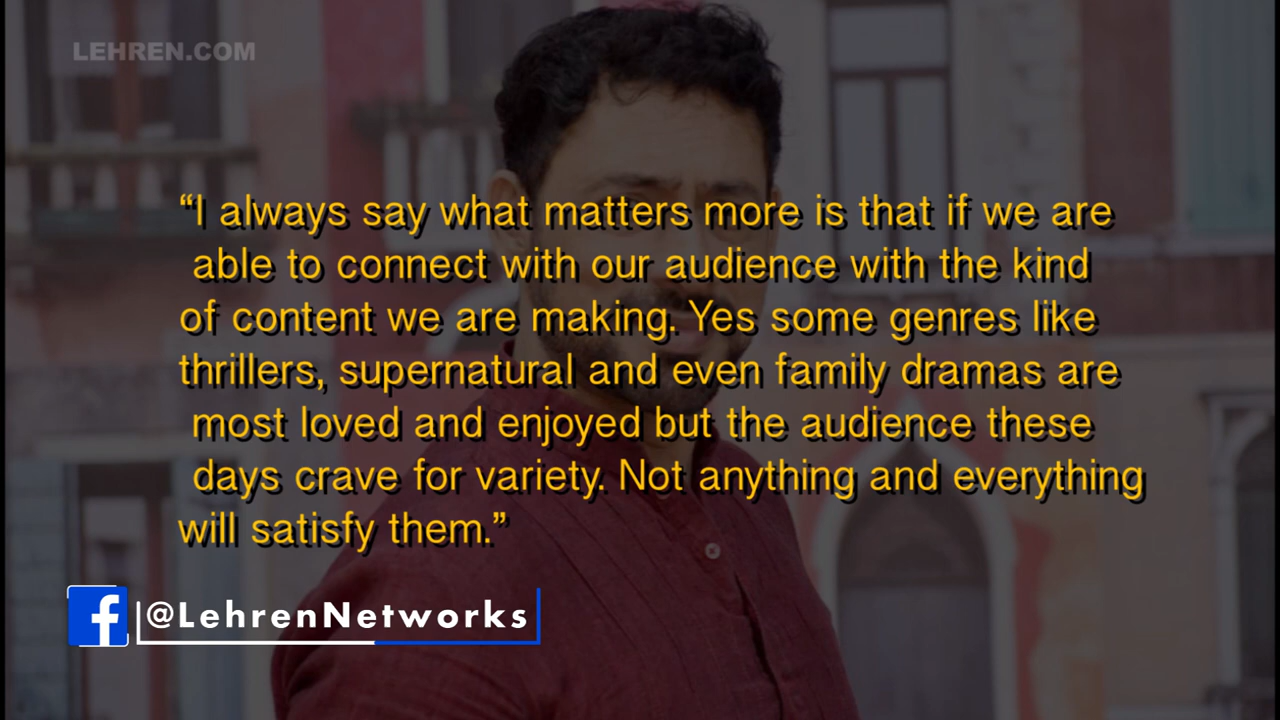 LEHREN.COM
“I always say what matters more is that if we are
able to connect with our audience with the kind
of content we are making. Yes some genres like
thrillers, supernatural and even family dramas are
most loved and enjoyed but the audience these
days crave for variety. Not anything and everything
will satisfy them.”
f @LehrenNetworks